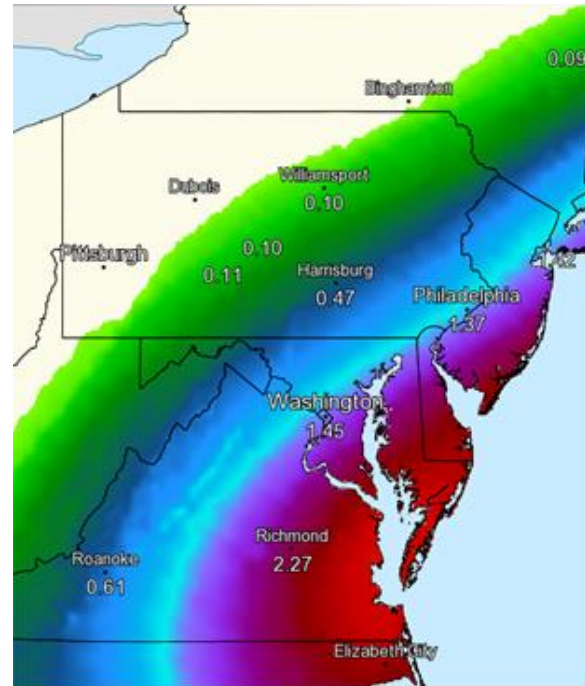 0.09
Binghamton
Williamsport
Dubois
0.10
Pittsburgh
0.10
0.11
Harrisburg
0.47
1.42
Philadelphia
1.37
Washington
1.45
Richmond
2.27
Roanoke
0.61
Elizabeth City